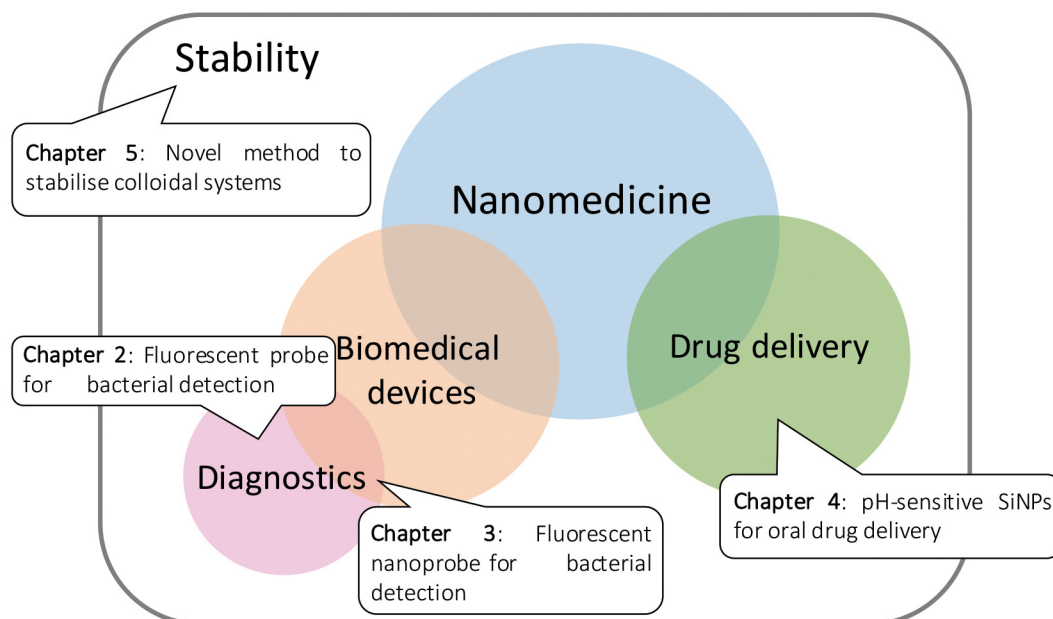 Stability
Chapter 5: Novel method to
stabilise colloidal systems
Nanomedicine
Chapter 2: Fluorescent probe
for bacterial detection
Biomedical
devices
Drug delivery
Diagnostics
Chapter 3: Fluorescent
nanoprobe for bacterial
detection
Chapter 4: pH-sensitive SiNPs
for oral drug delivery